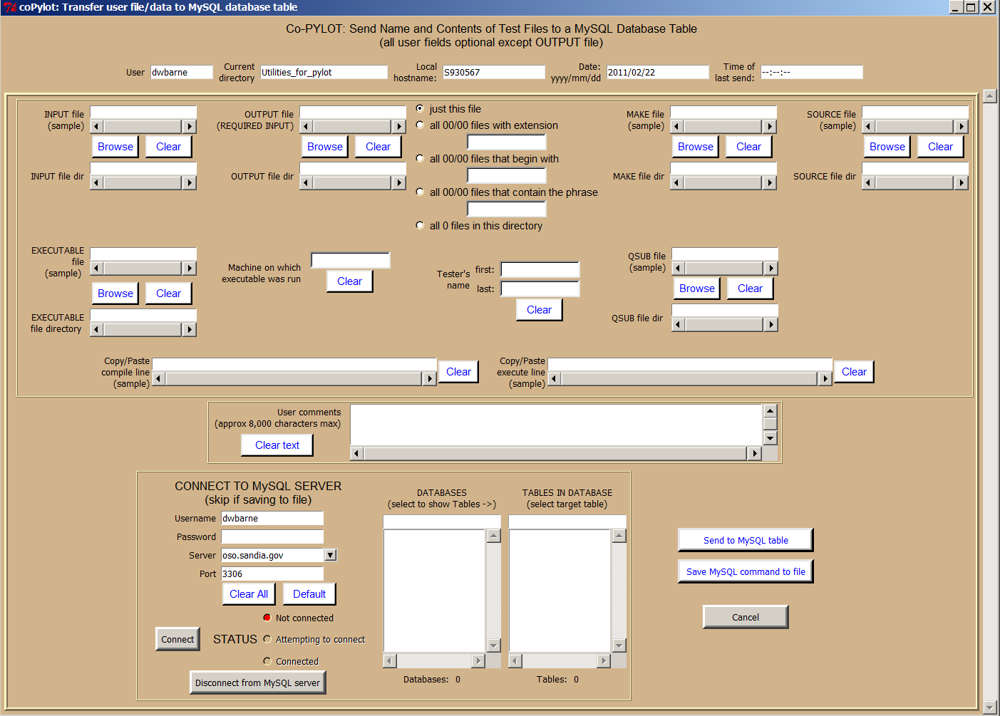 coPylot: Transfer user file/data to MySQL database table
Co-PYLOT: Send Name and Contents of Test Files to a MySQL Database Table
(all user fields optional except OUTPUT file)
User dwbarne
Current directory Utilities_for_pylot
Local hostname: S930567
Date: yyyy/mm/dd 2011/02/22
Time of last send: --:--:--
INPUT file
(sample)
Browse Clear
INPUT file dir
OUTPUT file
(REQUIRED INPUT)
Browse Clear
OUTPUT file dir
just this file
all 00/00 files with extension
all 00/00 files that begin with
all 00/00 files that contain the phrase
all 0 files in this directory
MAKE file
(sample)
Browse Clear
MAKE file dir
SOURCE file
(sample)
Browse Clear
SOURCE file dir
EXECUTABLE
file
(sample)
Browse Clear
EXECUTABLE
file directory
Machine on which
executable was run
Clear
Tester's
name
first:
last:
Clear
QSUB file
(sample)
Browse Clear
QSUB file dir
Copy/Paste
compile line
(sample)
Clear
Copy/Paste
execute line
(sample)
Clear
User comments
(approx 8,000 characters max)
Clear text
CONNECT TO MySQL SERVER
(skip if saving to file)
Username dwbarne
Password
Server oso.sandia.gov
Port 3306
Clear All Default
Not connected
Connect STATUS Attempting to connect
Connected
Disconnect from MySQL server
DATABASES
(select to show Tables ->)
Databases: 0
TABLES IN DATABASE
(select target table)
Tables: 0
Send to MySQL table
Save MySQL command to file
Cancel